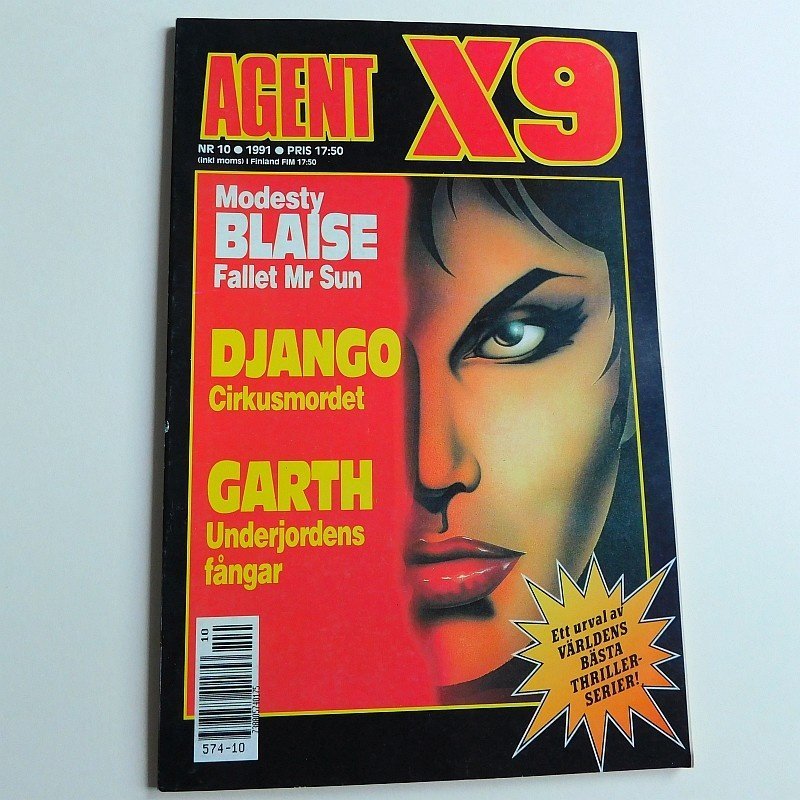 AGENT X9
NR 10 ● 1991 ● PRIS 17:50
(inkl moms) I Finland FIM 17:50
Modesty
BLAISE
Fallet Mr Sun
DJANGO
Cirkusmordet
GARTH
Underjordens
fångar
Ett urval av
VÄRLDENS
BÄSTA
THRILLER-
SERIER!
10
574-10